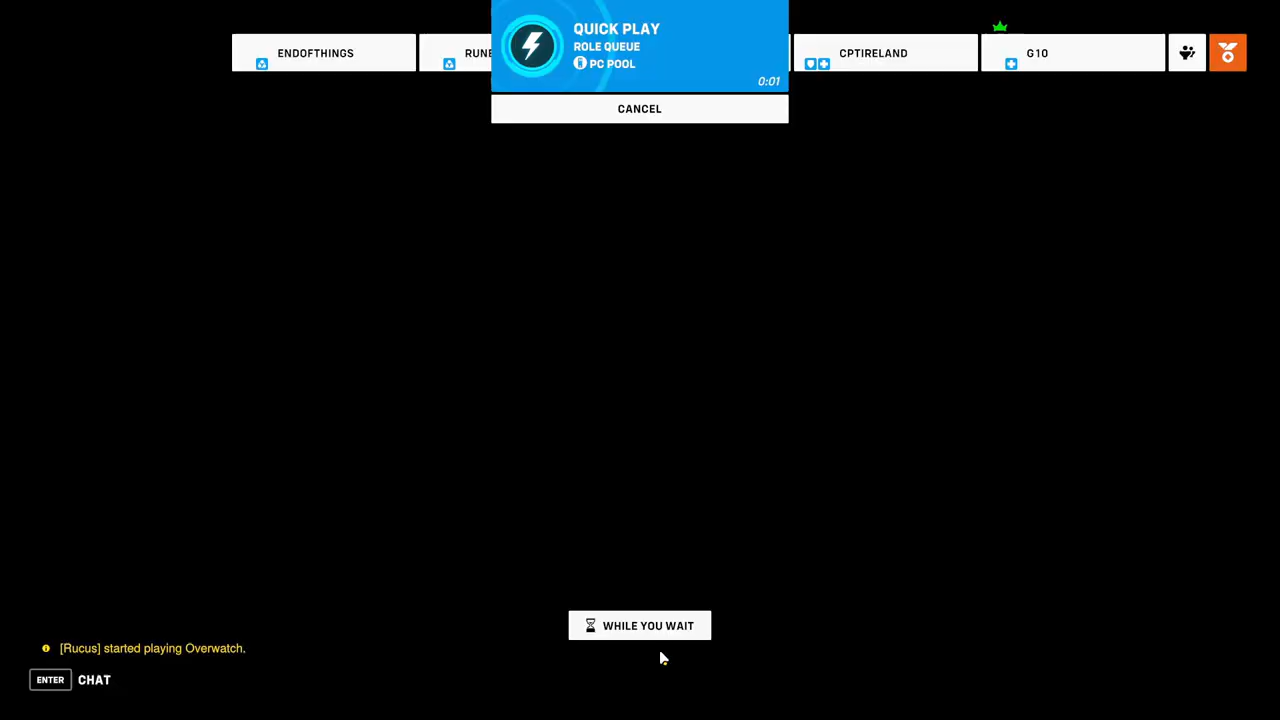 QUICK PLAY
ROLE QUEUE
PC POOL
0:01
CANCEL
ENDOFTHINGS
CPTIRELAND
G10
WHILE YOU WAIT
[Rucus] started playing Overwatch.
ENTER CHAT